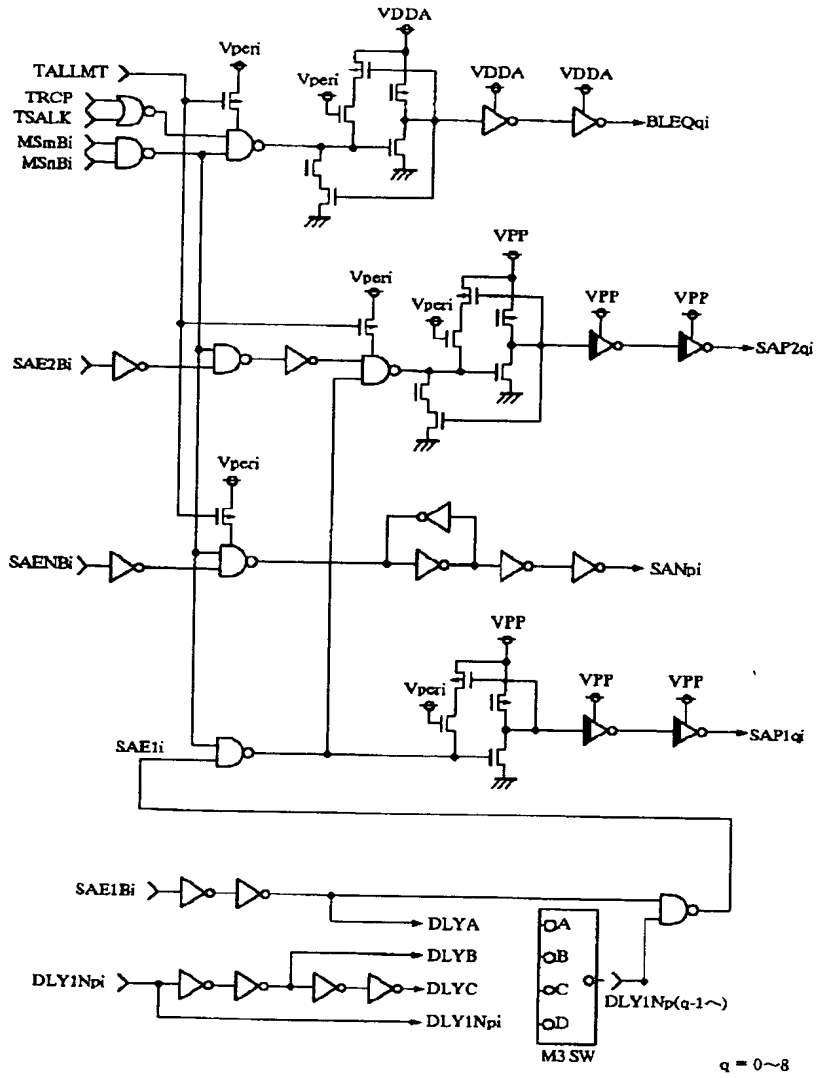 VDDA
Vperi
TALLMT
TRCP
TSALK
MSmBi
MSnBi
Vperi
VDDA
VDDA
BLEQqi
VPP
Vperi
Vperi
VPP
VPP
SAE2Bi
SAP2qi
Vperi
SAENBi
SANpi
VPP
Vperi
VPP
VPP
SAE1i
SAP1qi
SAE1Bi
DLYA
DLYB
DLY1Npi
DLYC
DLY1Npi
A
B
C
D
M3 SW
DLY1Np(q-1~)
q = 0~8